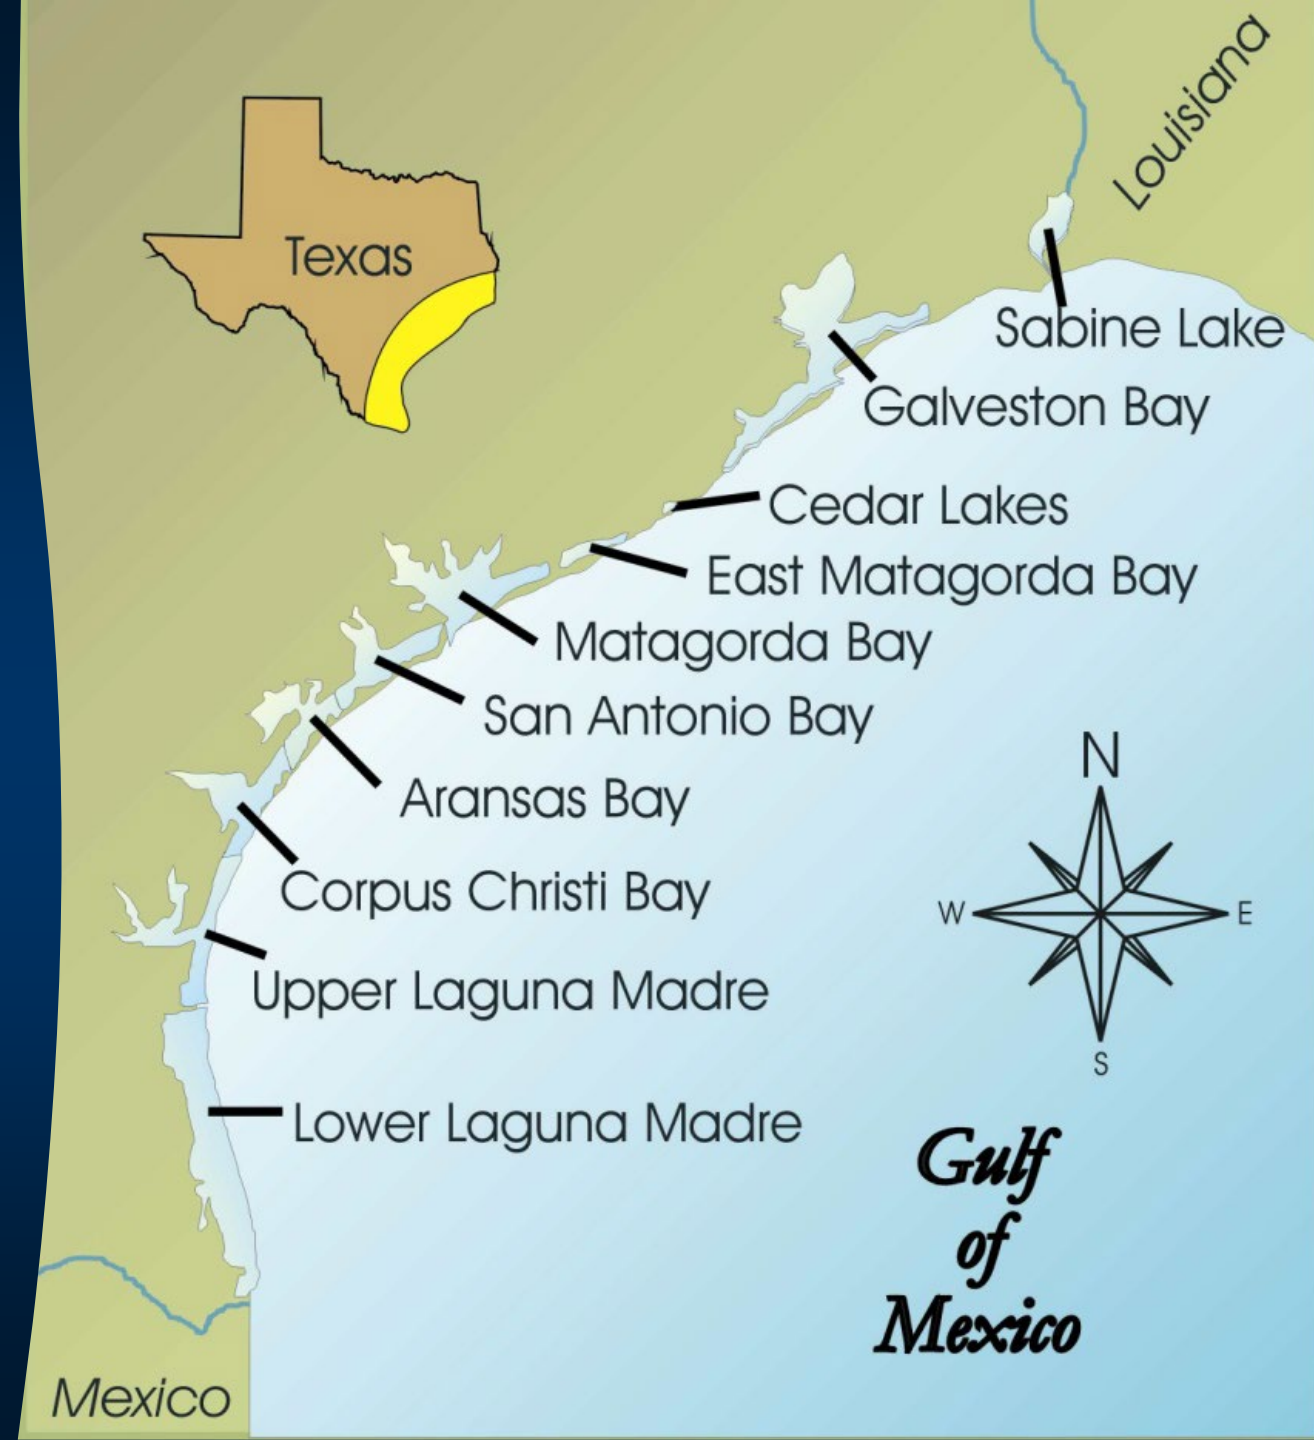 Louisiana
Texas
Sabine Lake
Galveston Bay
Cedar Lakes
East Matagorda Bay
Matagorda Bay
San Antonio Bay
Aransas Bay
Corpus Christi Bay
Upper Laguna Madre
Lower Laguna Madre
N
W
E
S
Gulf
of
Mexico
Mexico